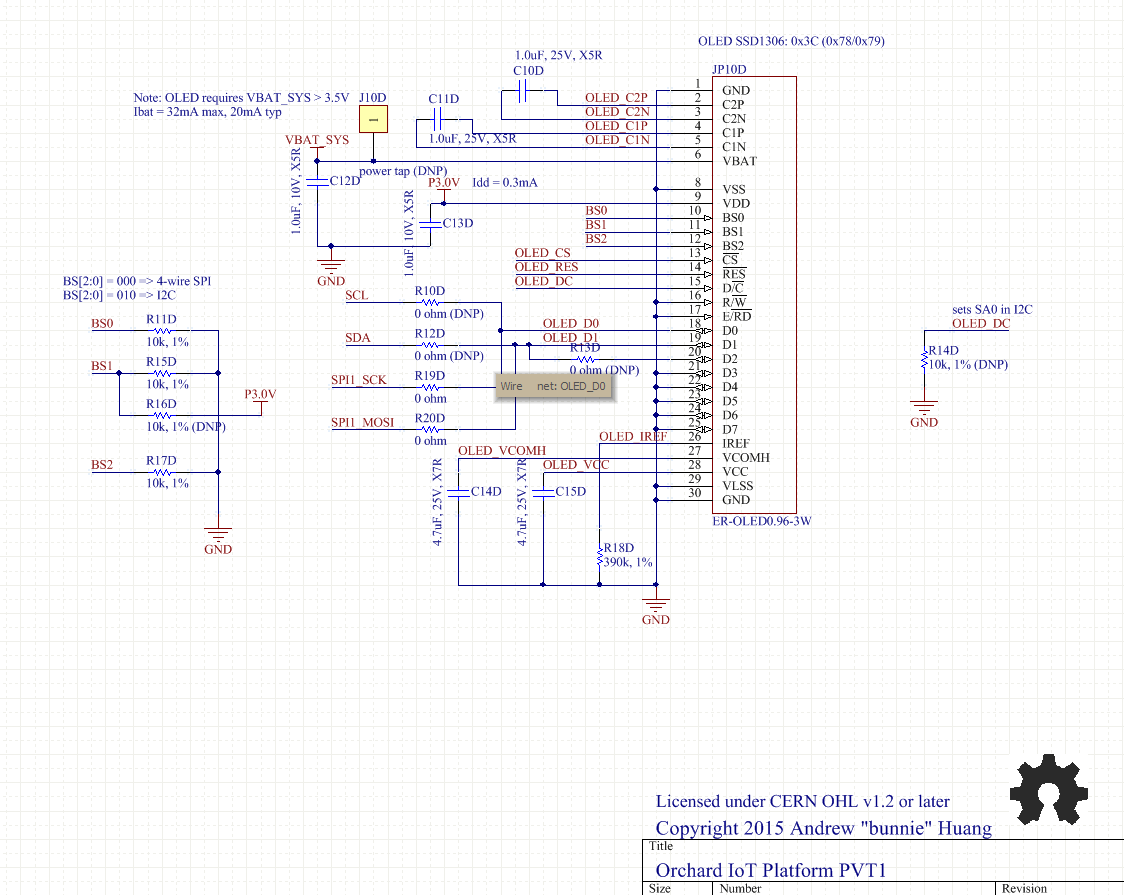 OLED SSD1306: 0x3C (0x78/0x79)
1.0uF, 25V, X5R
C10D
JP10D
Note: OLED requires VBAT_SYS > 3.5V
Ibat = 32mA max, 20mA typ
J10D
1
C11D
1.0uF, 25V, X5R
OLED_C2P
OLED_C2N
OLED_C1P
OLED_C1N
1 GND
2 C2P
3 C2N
4 C1P
5 C1N
6 VBAT
VBAT_SYS
power tap (DNP)
C12D
1.0uF, 10V, X5R
P3.0V
Idd = 0.3mA
C13D
1.0uF, 10V, X5R
GND
8 VSS
9 VDD
BS0 10 BS0
BS1 11 BS1
BS2 12 BS2
OLED_CS 13 CS
OLED_RES 14 RES
OLED_DC 15 D/C
16 R/W
17 E/RD
18 D0
19 D1
20 D2
21 D3
22 D4
23 D5
24 D6
25 D7
26 IREF
27 VCOMH
28 VCC
29 VLSS
30 GND
ER-OLED0.96-3W
BS[2:0] = 000 => 4-wire SPI
BS[2:0] = 010 => I2C
BS0
R11D
10k, 1%
BS1
R15D
10k, 1%
R16D
10k, 1% (DNP)
P3.0V
BS2
R17D
10k, 1%
GND
SCL
R10D
0 ohm (DNP)
SDA
R12D
0 ohm (DNP)
SPI1_SCK
R19D
0 ohm
SPI1_MOSI
R20D
0 ohm
OLED_D0
OLED_D1
R13D
0 ohm (DNP)
Wire net: OLED_D0
OLED_IREF
OLED_VCOMH
OLED_VCC
4.7uF, 25V, X7R
C14D
4.7uF, 25V, X7R
C15D
R18D
390k, 1%
GND
sets SA0 in I2C
OLED_DC
R14D
10k, 1% (DNP)
GND
Licensed under CERN OHL v1.2 or later
Copyright 2015 Andrew "bunnie" Huang
Title
Orchard IoT Platform PVT1
Size Number Revision